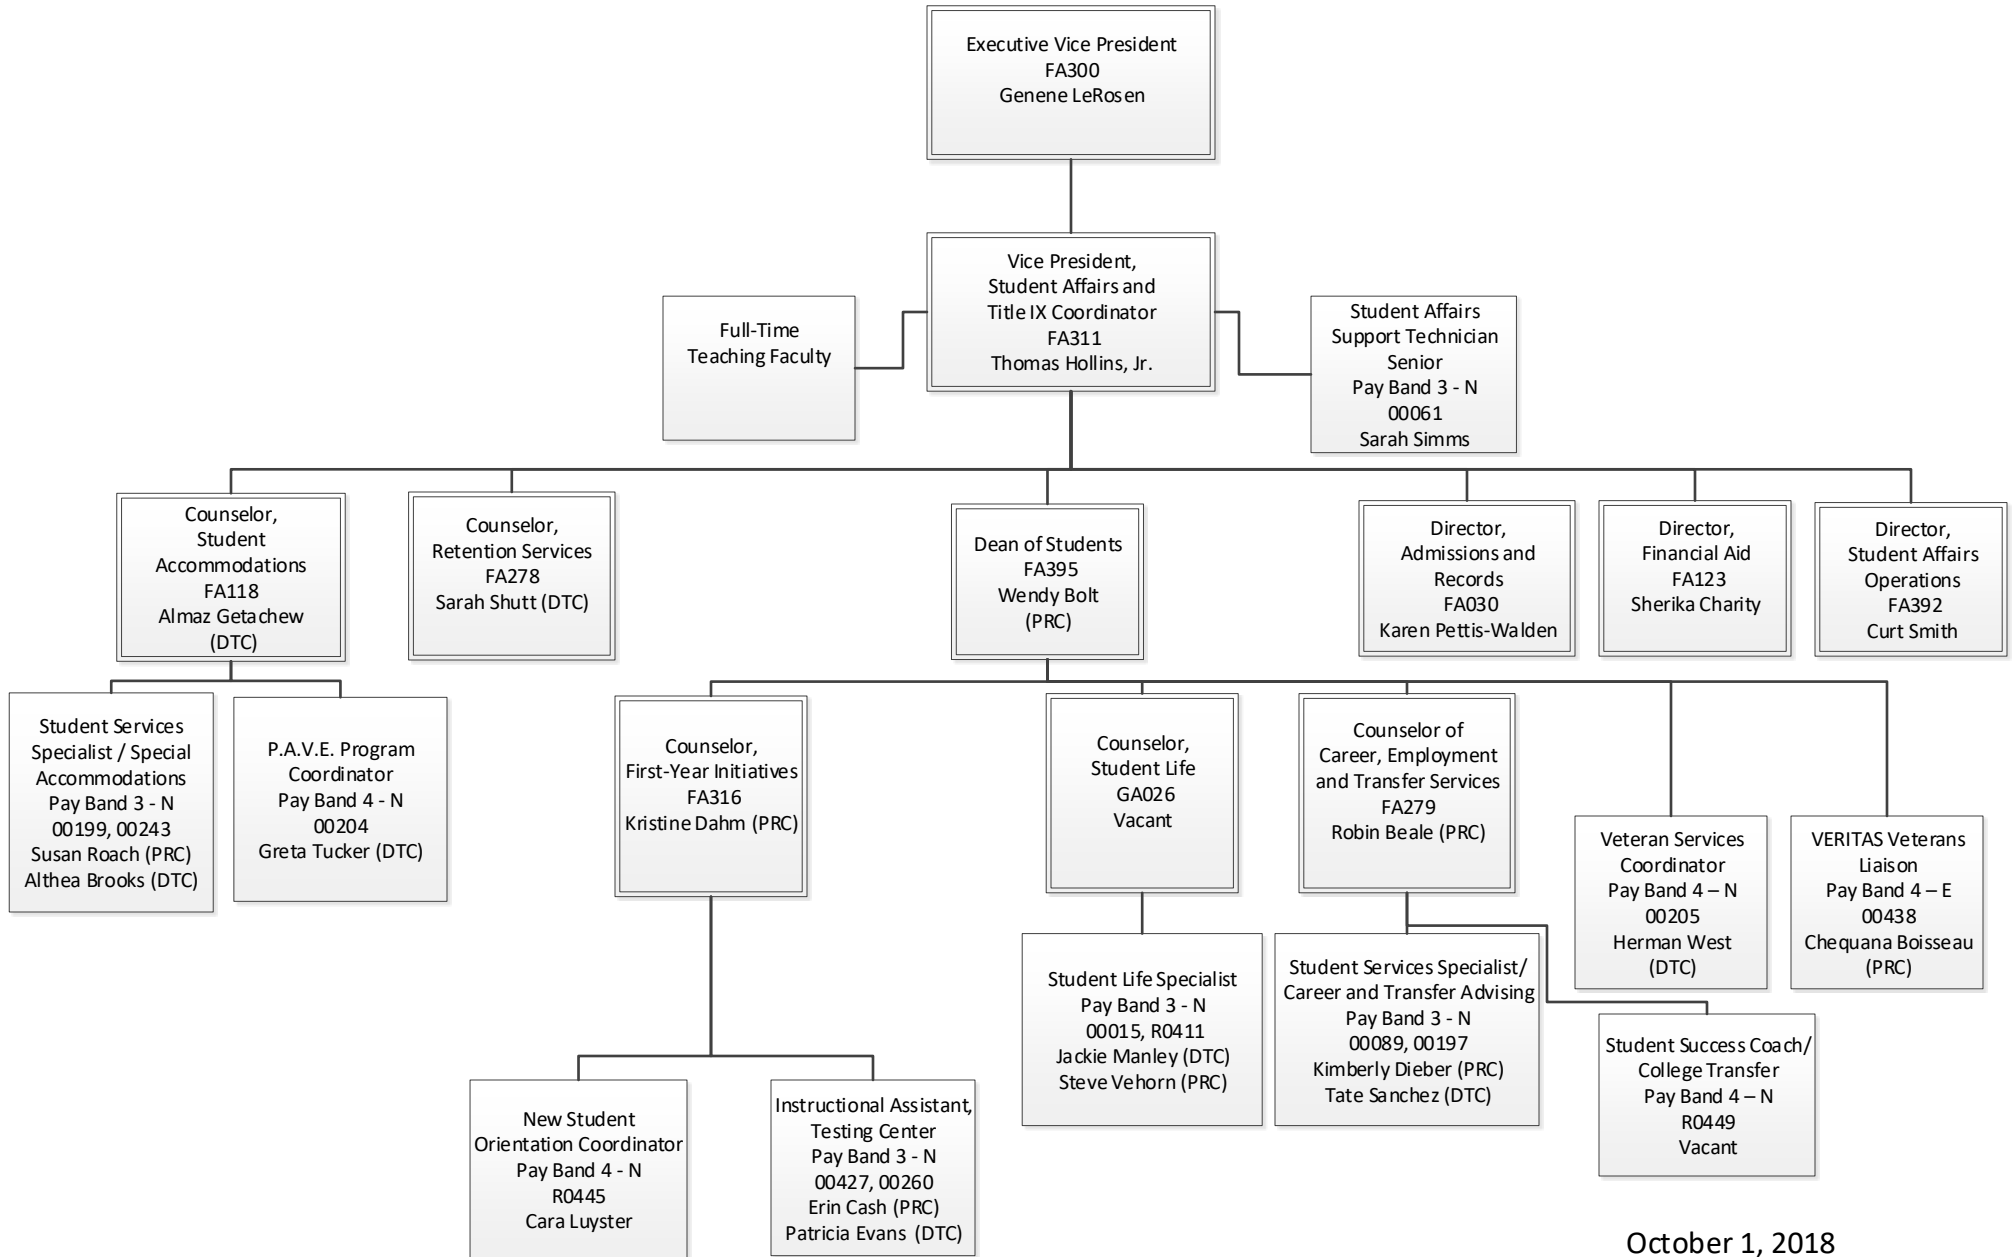 Executive Vice President
FA300
Genene LeRosen
Vice President,
Student Affairs and
Title IX Coordinator
FA311
Thomas Hollins, Jr.
Full-Time
Teaching Faculty
Student Affairs
Support Technician
Senior
Pay Band 3 - N
00061
Sarah Simms
Counselor,
Student
Accommodations
FA118
Almaz Getachew
(DTC)
Counselor,
Retention Services
FA278
Sarah Shutt (DTC)
Dean of Students
FA395
Wendy Bolt
(PRC)
Director,
Admissions and
Records
FA030
Karen Pettis-Walden
Director,
Financial Aid
FA123
Sherika Charity
Director,
Student Affairs
Operations
FA392
Curt Smith
Student Services
Specialist / Special
Accommodations
Pay Band 3 - N
00199, 00243
Susan Roach (PRC)
Althea Brooks (DTC)
P.A.V.E. Program
Coordinator
Pay Band 4 - N
00204
Greta Tucker (DTC)
Counselor,
First-Year Initiatives
FA316
Kristine Dahm (PRC)
Counselor,
Student Life
GA026
Vacant
Counselor of
Career, Employment
and Transfer Services
FA279
Robin Beale (PRC)
Veteran Services
Coordinator
Pay Band 4 – N
00205
Herman West
(DTC)
VERITAS Veterans
Liaison
Pay Band 4 – E
00438
Chequana Boisseau
(PRC)
Student Life Specialist
Pay Band 3 - N
00015, R0411
Jackie Manley (DTC)
Steve Vehorn (PRC)
Student Services Specialist/
Career and Transfer Advising
Pay Band 3 - N
00089, 00197
Kimberly Dieber (PRC)
Tate Sanchez (DTC)
Student Success Coach/
College Transfer
Pay Band 4 – N
R0449
Vacant
New Student
Orientation Coordinator
Pay Band 4 - N
R0445
Cara Luyster
Instructional Assistant,
Testing Center
Pay Band 3 - N
00427, 00260
Erin Cash (PRC)
Patricia Evans (DTC)
October 1, 2018